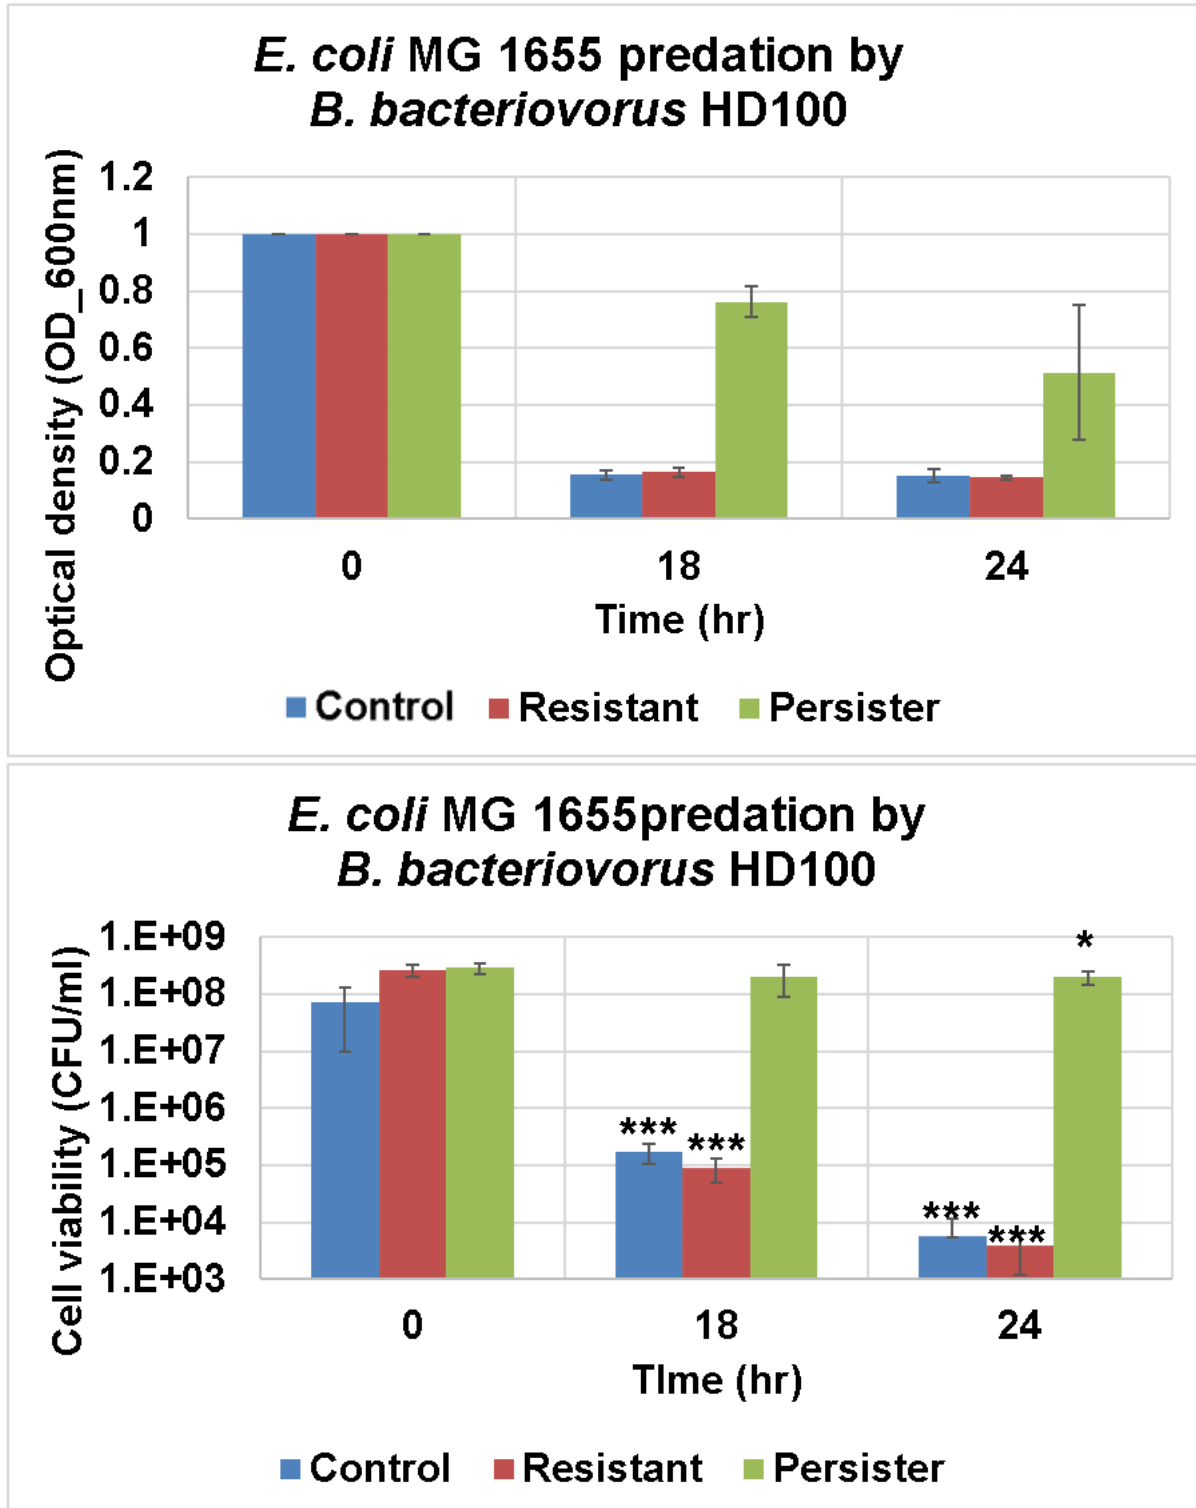 E. coli MG 1655 predation by
B. bacteriovorus HD100
Optical density (OD_600nm)
1.2
1
0.8
0.6
0.4
0.2
0
0 18 24
Time (hr)
Control Resistant Persister
E. coli MG 1655predation by
B. bacteriovorus HD100
Cell viability (CFU/ml)
1.E+09
1.E+08
1.E+07
1.E+06
1.E+05
1.E+04
1.E+03
*
*** ***
*** ***
0 18 24
TIme (hr)
Control Resistant Persister